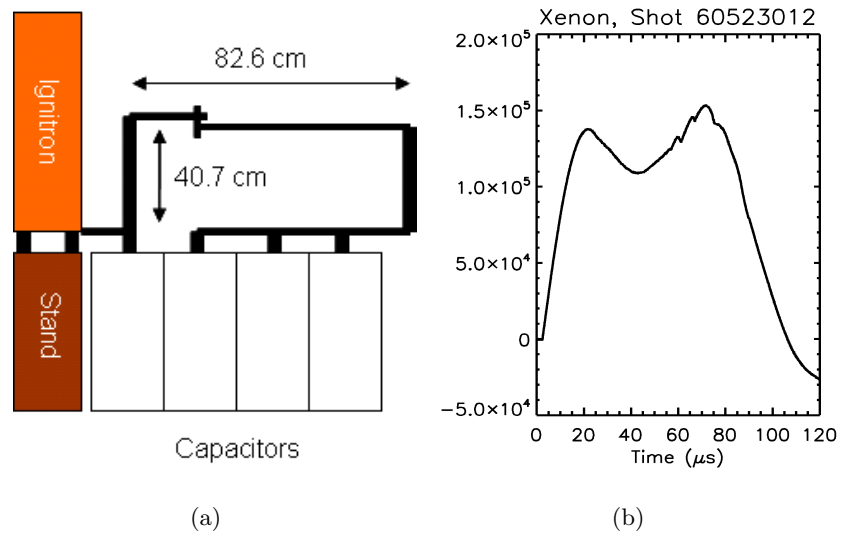 Ignitron
82.6 cm
40.7 cm
Stand
Capacitors
(a)
Xenon, Shot 60523012
2.0×10⁵
1.5×10⁵
1.0×10⁵
5.0×10⁴
0
−5.0×10⁴
0 20 40 60 80 100 120
Time (μs)
(b)